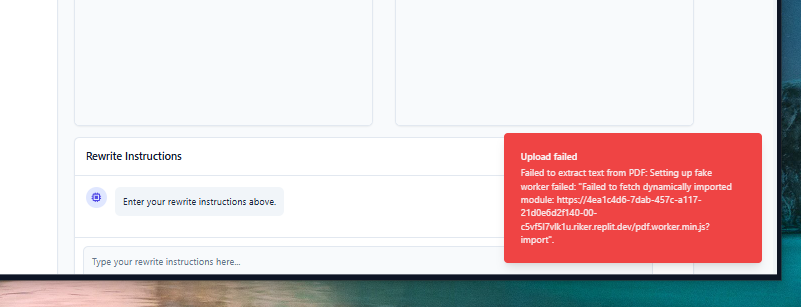 Rewrite Instructions
Enter your rewrite instructions above.
Type your rewrite instructions here...
Upload failed
Failed to extract text from PDF: Setting up fake
worker failed: "Failed to fetch dynamically imported
module: https://4ea1c4d6-7dab-457c-a117-
21d0e6d2f140-00-
c5vf5l7vlk1u.riker.replit.dev/pdf.worker.min.js?
import".